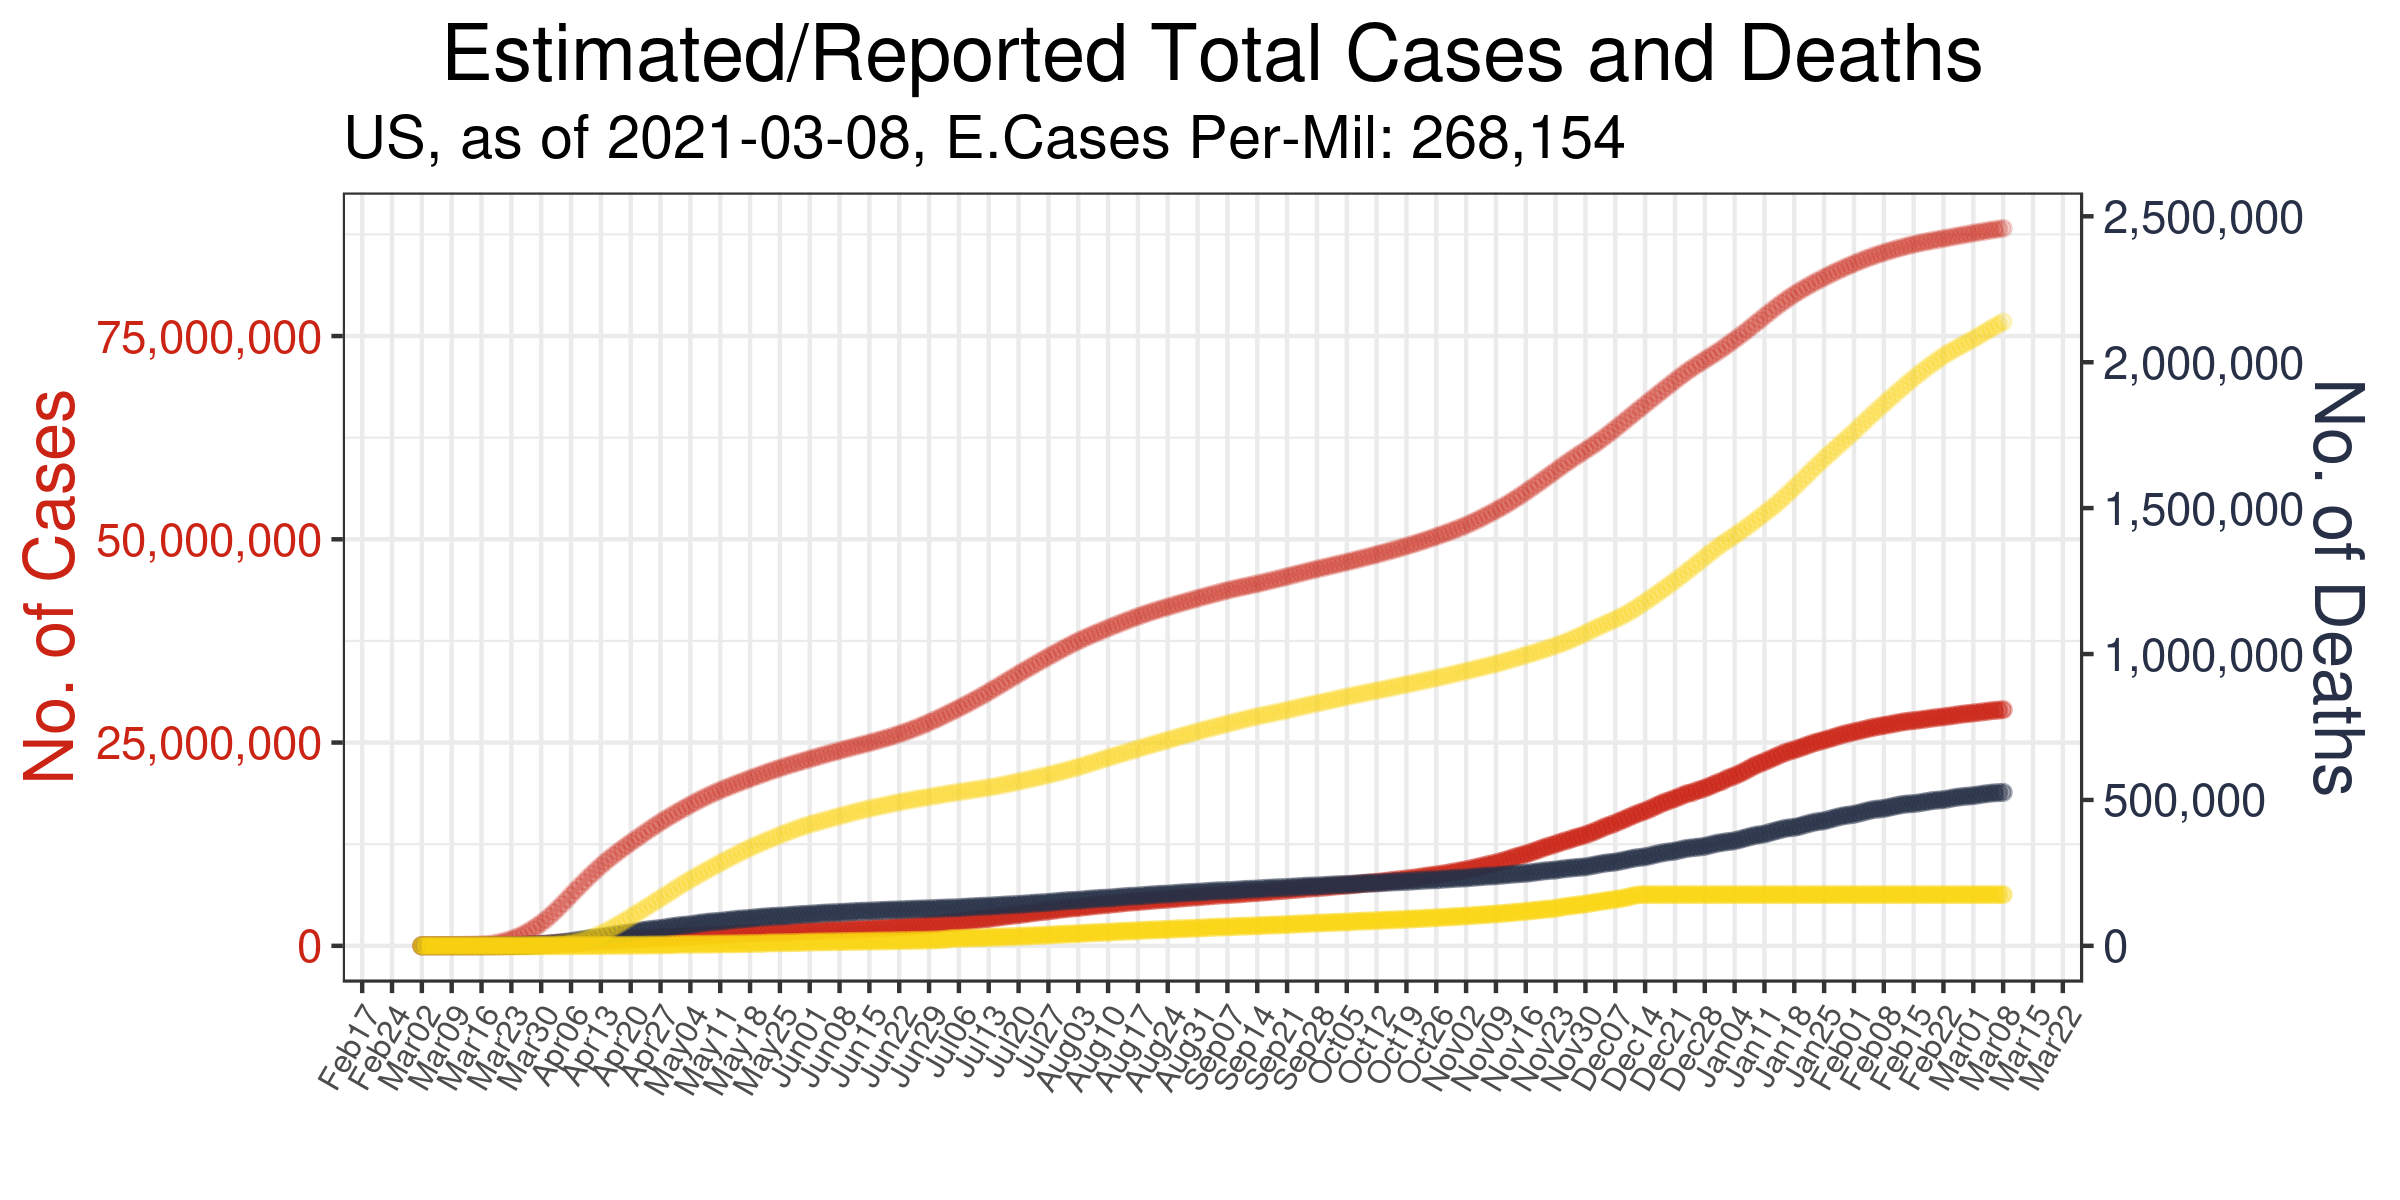 Estimated/Reported Total Cases and Deaths
US, as of 2021-03-08, E.Cases Per-Mil: 268,154
No. of Cases
75,000,000
50,000,000
25,000,000
0
2,500,000
2,000,000
1,500,000
1,000,000
500,000
0
No. of Deaths
Feb17
Feb24
Mar02
Mar09
Mar16
Mar23
Mar30
Apr06
Apr13
Apr20
Apr27
May04
May11
May18
May25
Jun01
Jun08
Jun15
Jun22
Jun29
Jul06
Jul13
Jul20
Jul27
Aug03
Aug10
Aug17
Aug24
Aug31
Sep07
Sep14
Sep21
Sep28
Oct05
Oct12
Oct19
Oct26
Nov02
Nov09
Nov16
Nov23
Nov30
Dec07
Dec14
Dec21
Dec28
Jan04
Jan11
Jan18
Jan25
Feb01
Feb08
Feb15
Feb22
Mar01
Mar08
Mar15
Mar22